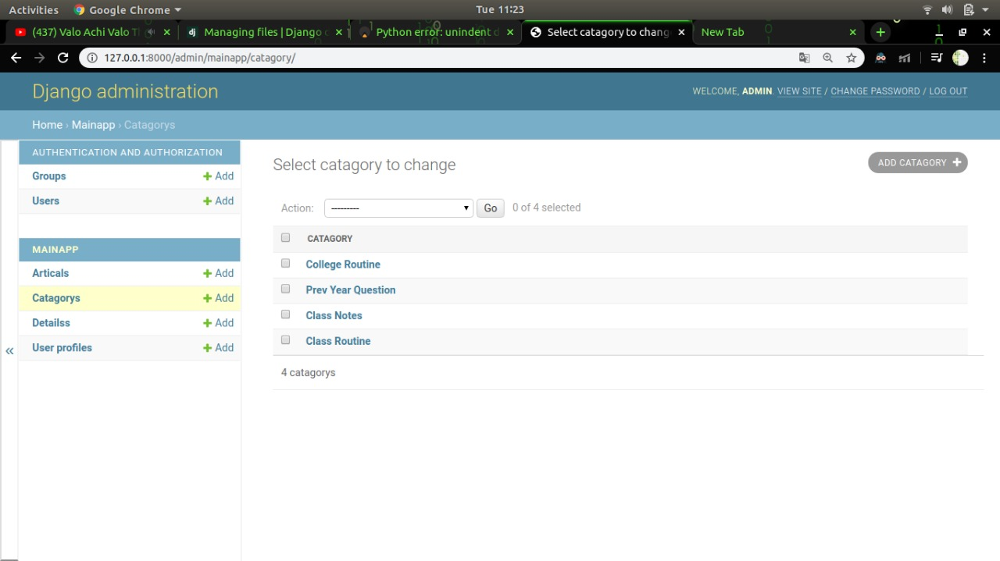 Activities Google Chrome Tue 11:23
(437) Valo Achi Valo Managing files | Django Python error: unindent Select catagory to chang New Tab
127.0.0.1:8000/admin/mainapp/catagory/
Django administration
WELCOME, ADMIN. VIEW SITE / CHANGE PASSWORD / LOG OUT
Home › Mainapp › Catagorys
AUTHENTICATION AND AUTHORIZATION
Groups + Add
Users + Add
MAINAPP
Articals + Add
Catagorys + Add
Detailss + Add
User profiles + Add
«
Select catagory to change
ADD CATAGORY +
Action: --------- Go 0 of 4 selected
CATAGORY
College Routine
Prev Year Question
Class Notes
Class Routine
4 catagorys